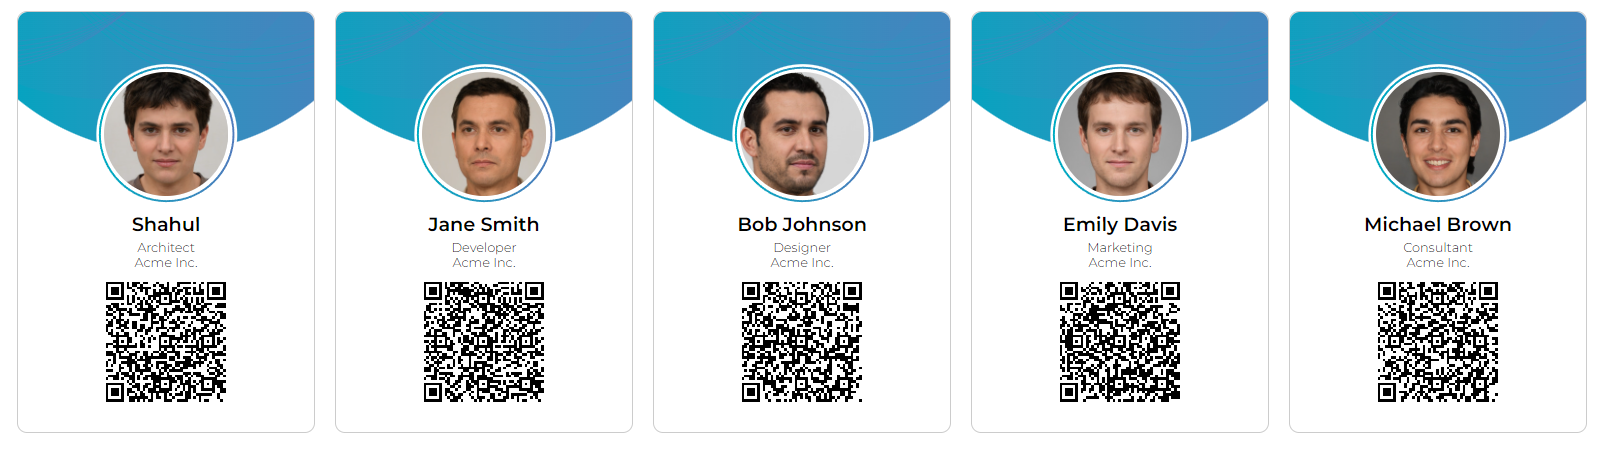 Shahul
Architect
Acme Inc.
Jane Smith
Developer
Acme Inc.
Bob Johnson
Designer
Acme Inc.
Emily Davis
Marketing
Acme Inc.
Michael Brown
Consultant
Acme Inc.